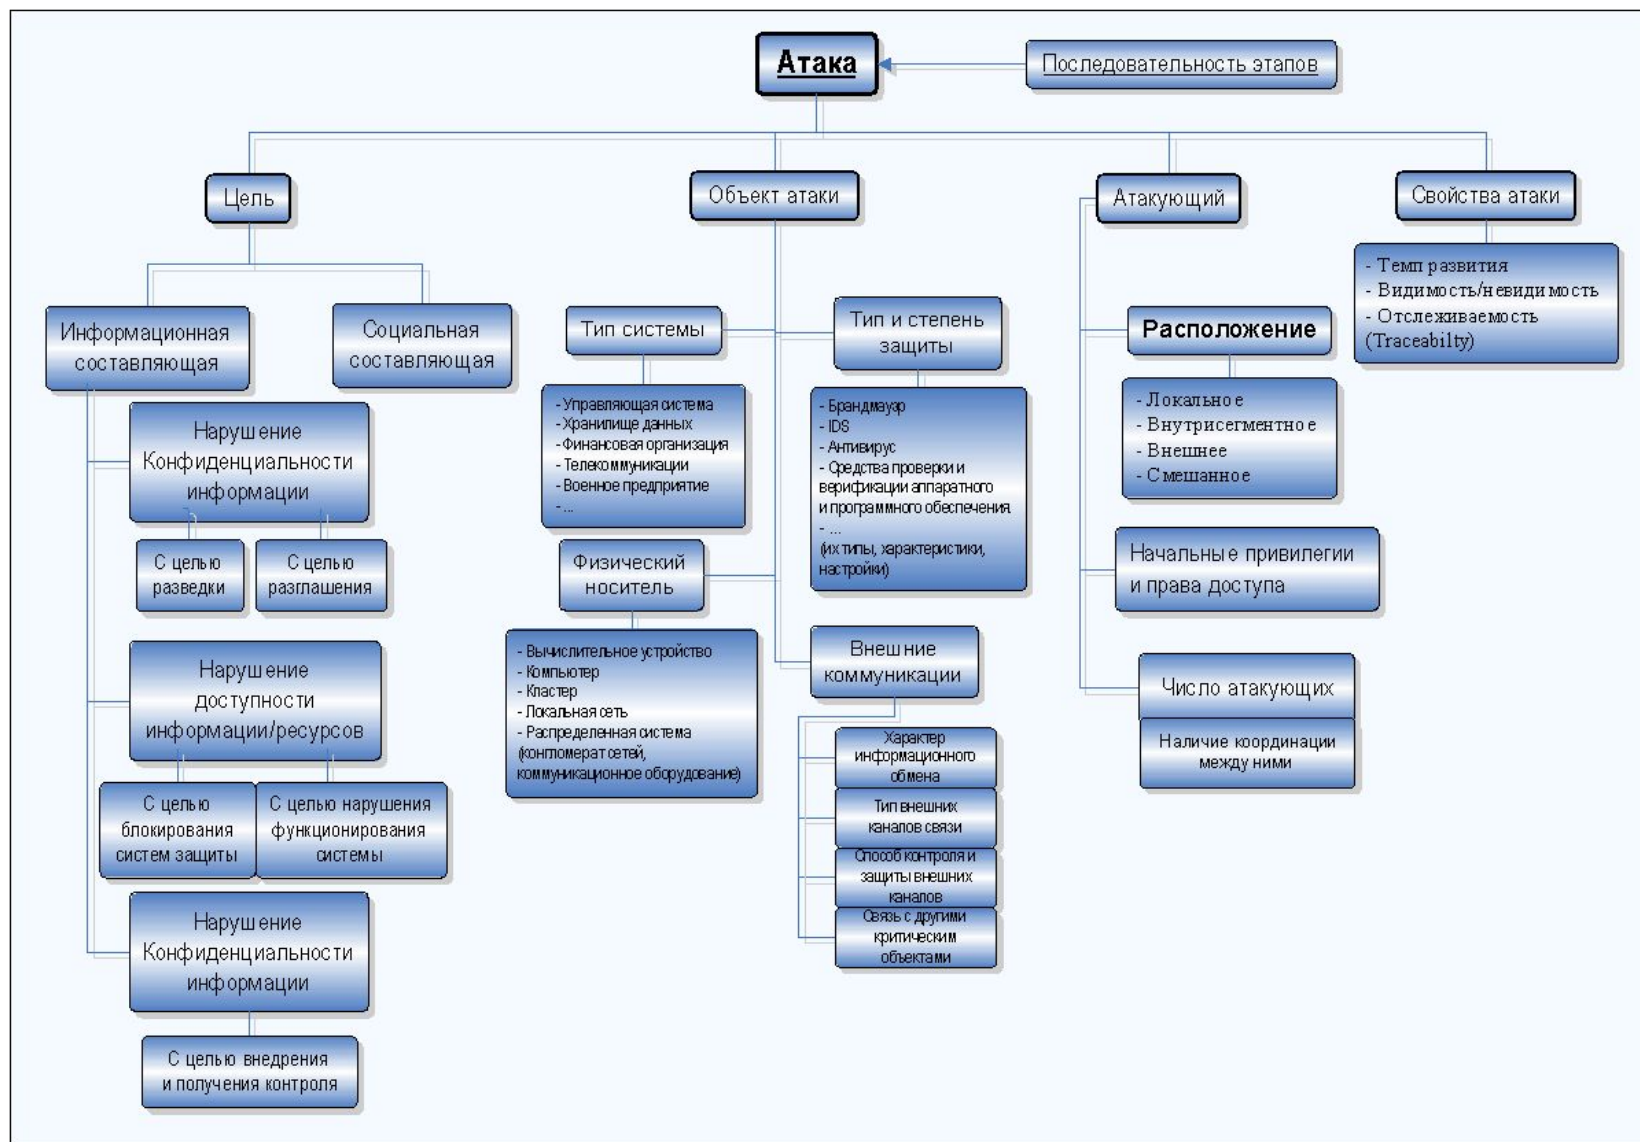 Атака
Последовательность этапов
Цель
Объект атаки
Атакующий
Свойства атаки
Информационная
составляющая
Социальная
составляющая
Нарушение
Конфиденциальности
информации
С целью
разведки
С целью
разглашения
Нарушение
доступности
информации/ресурсов
С целью
блокирования
систем защиты
С целью нарушения
функционирования
системы
Нарушение
Конфиденциальности
информации
С целью внедрения
и получения контроля
Тип системы
- Управляющая система
- Хранилище данных
- Финансовая организация
- Телекоммуникации
- Военное предприятие
- ...
Тип и степень
защиты
- Брандмауэр
- IDS
- Антивирус
- Средства проверки и
верификации аппаратного
и программного обеспечения.
- ...
(их типы, характеристики,
настройки)
Физический
носитель
- Вычислительное устройство
- Компьютер
- Кластер
- Локальная сеть
- Распределенная система
(конгломерат сетей,
коммуникационное оборудование)
Внешние
коммуникации
Характер
информационного
обмена
Тип внешних
каналов связи
Способ контроля и
защиты внешних
каналов
Связь с другими
критическим
объектами
Расположение
- Локальное
- Внутрисегментное
- Внешнее
- Смешанное
Начальные привилегии
и права доступа
Число атакующих
Наличие координации
между ними
- Темп развития
- Видимость/невидимость
- Отслеживаемость
(Traceabilty)